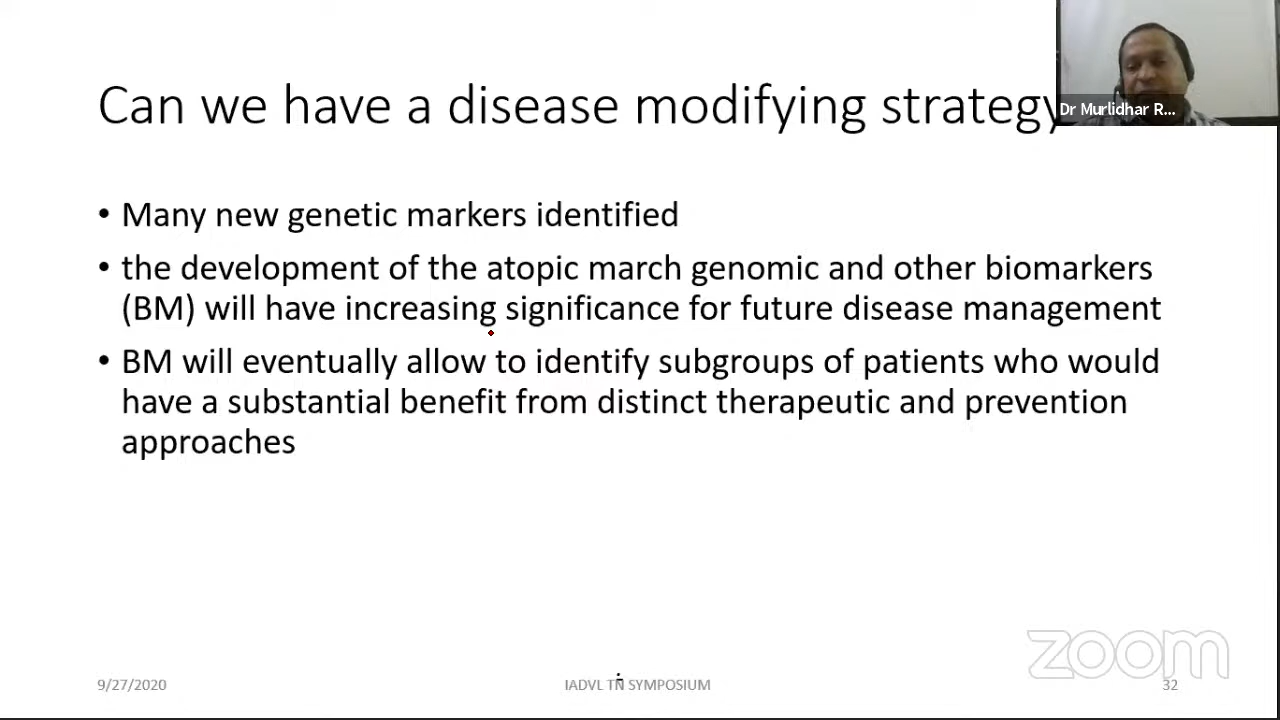 Can we have a disease modifying strategy
Dr Murlidhar R...
• Many new genetic markers identified
• the development of the atopic march genomic and other biomarkers
(BM) will have increasing significance for future disease management
• BM will eventually allow to identify subgroups of patients who would
have a substantial benefit from distinct therapeutic and prevention
approaches
zoom
9/27/2020
IADVL TN SYMPOSIUM
32